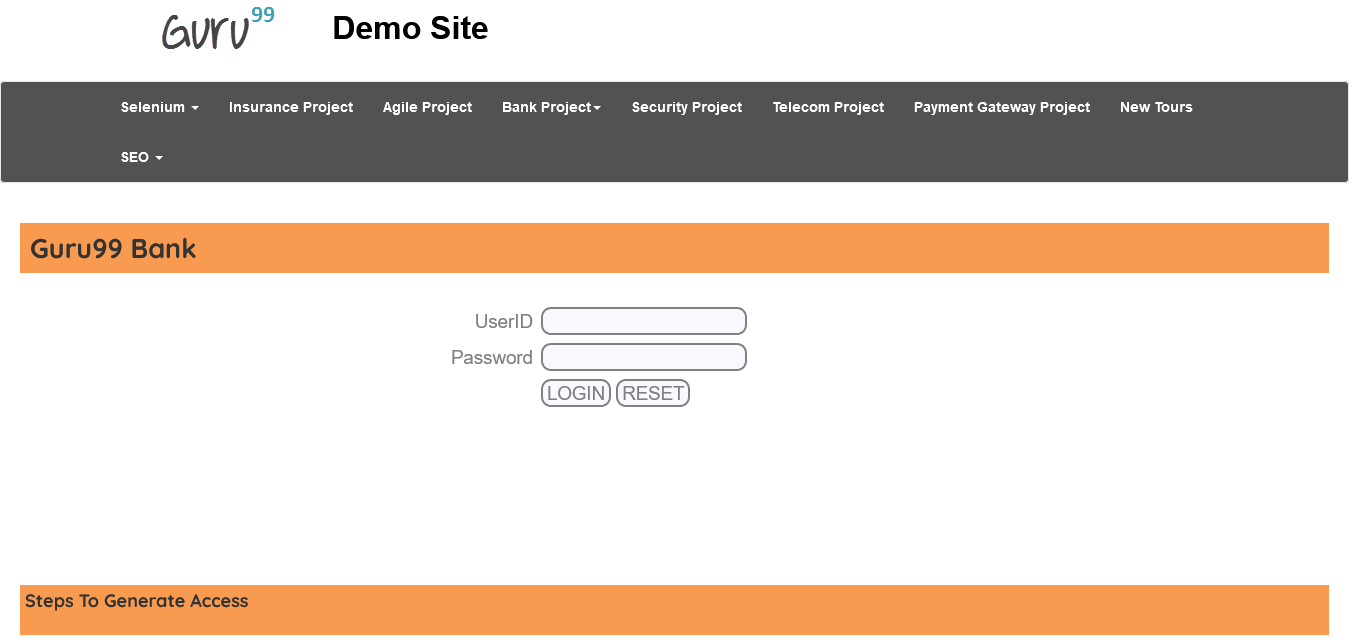 Guru99 Demo Site
Selenium Insurance Project Agile Project Bank Project Security Project Telecom Project Payment Gateway Project New Tours
SEO
Guru99 Bank
UserID
Password
LOGIN RESET
Steps To Generate Access